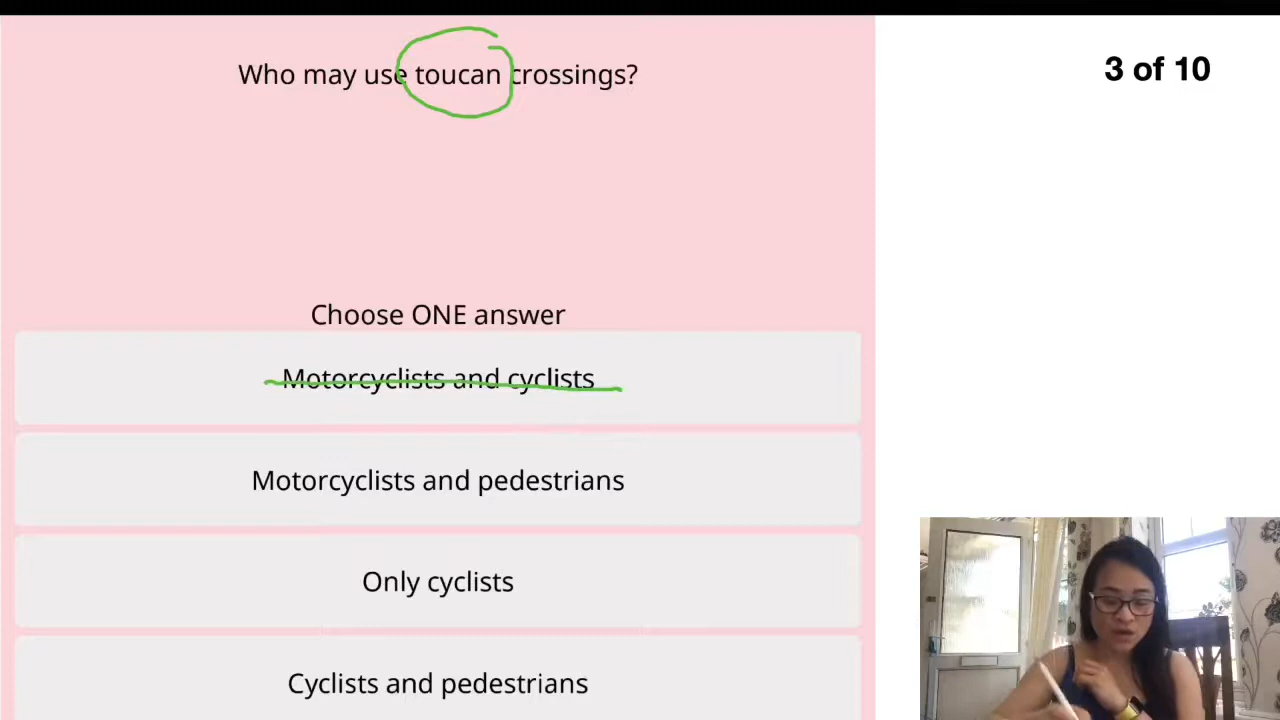 Who may use toucan crossings?
3 of 10
Choose ONE answer
Motorcyclists and cyclists
Motorcyclists and pedestrians
Only cyclists
Cyclists and pedestrians